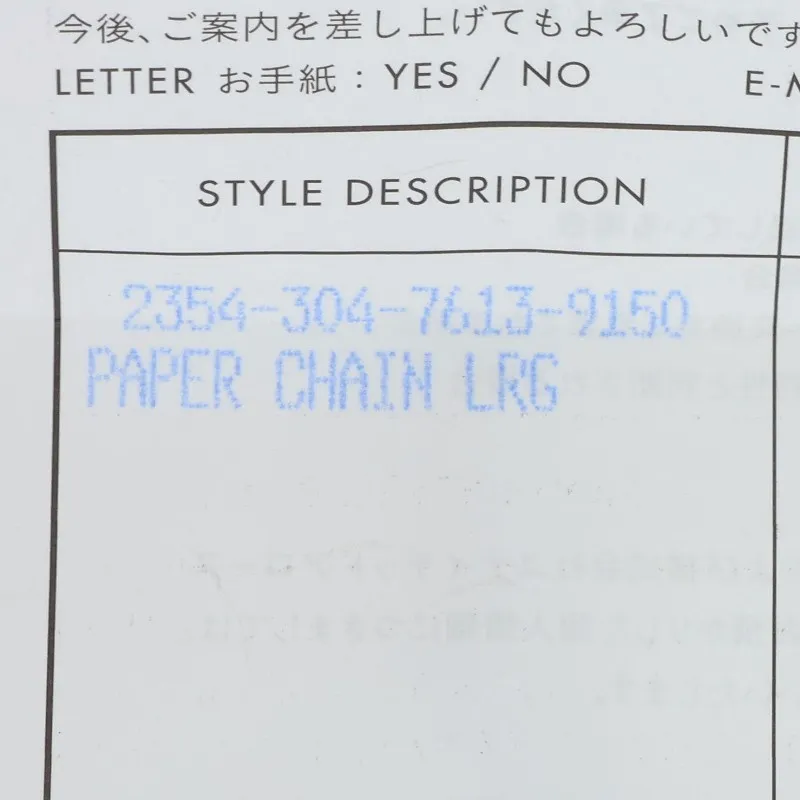 今後、ご案内を差し上げてもよろしいです
LETTER お手紙 : YES / NO E-M
STYLE DESCRIPTION
2354-304-7613-9150
PAPER CHAIN LRG